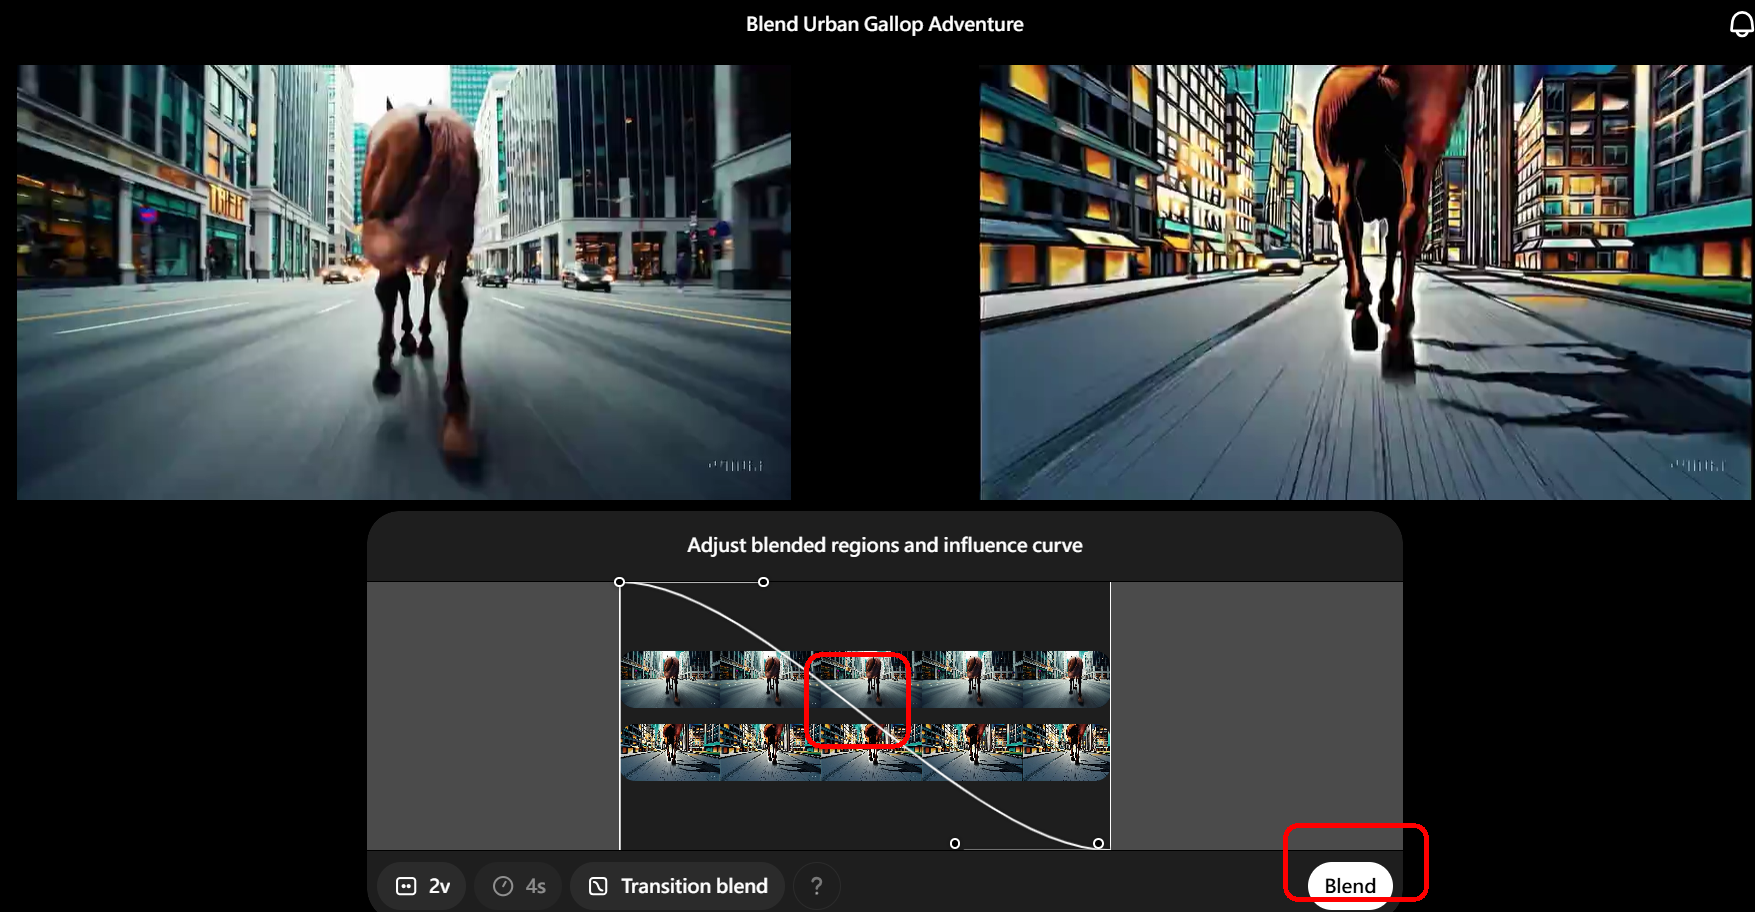 Blend Urban Gallop Adventure
Adjust blended regions and influence curve
2v
4s
Transition blend
?
Blend